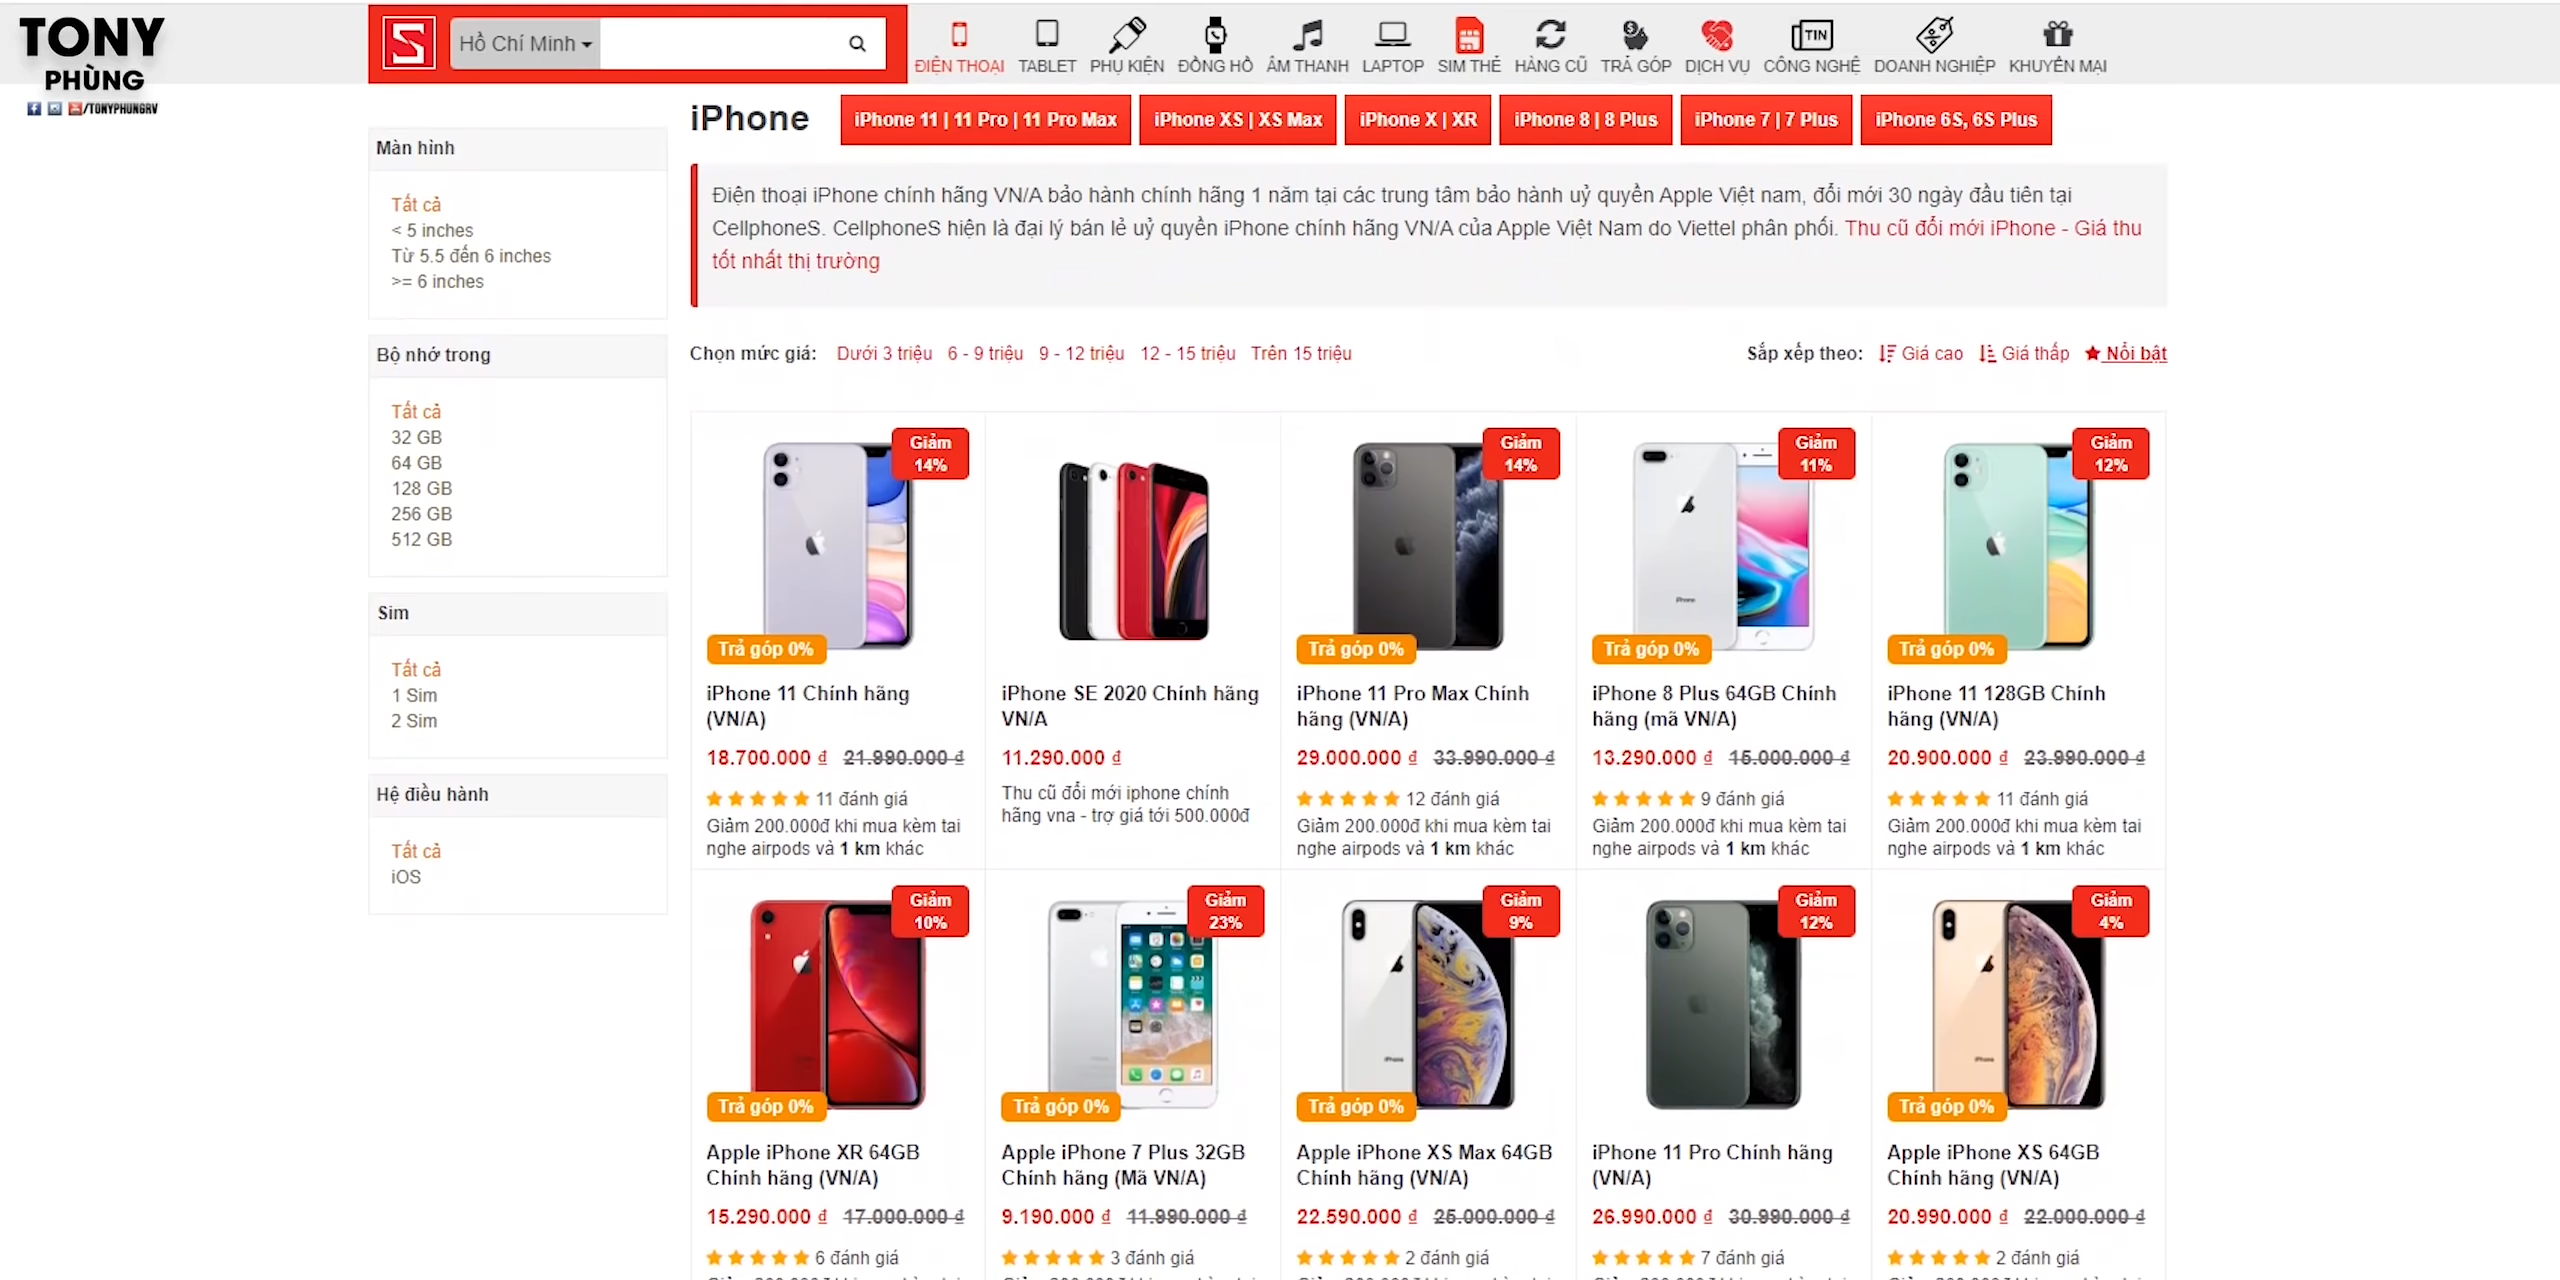 TONY
PHÙNG
/TONYPHUNGRV
Hồ Chí Minh
ĐIỆN THOẠI
TABLET
PHỤ KIỆN
ĐỒNG HỒ
ÂM THANH
LAPTOP
SIM THẺ
HÀNG CŨ
TRẢ GÓP
DỊCH VỤ
TIN
CÔNG NGHỆ
DOANH NGHIỆP
KHUYẾN MẠI
Màn hình
Tất cả
< 5 inches
Từ 5.5 đến 6 inches
>= 6 inches
Bộ nhớ trong
Tất cả
32 GB
64 GB
128 GB
256 GB
512 GB
Sim
Tất cả
1 Sim
2 Sim
Hệ điều hành
Tất cả
iOS
iPhone
iPhone 11 | 11 Pro | 11 Pro Max
iPhone XS | XS Max
iPhone X | XR
iPhone 8 | 8 Plus
iPhone 7 | 7 Plus
iPhone 6S, 6S Plus
Điện thoại iPhone chính hãng VN/A bảo hành chính hãng 1 năm tại các trung tâm bảo hành uỷ quyền Apple Việt nam, đổi mới 30 ngày đầu tiên tại
CellphoneS. CellphoneS hiện là đại lý bán lẻ uỷ quyền iPhone chính hãng VN/A của Apple Việt Nam do Viettel phân phối. Thu cũ đổi mới iPhone - Giá thu
tốt nhất thị trường
Chọn mức giá: Dưới 3 triệu 6 - 9 triệu 9 - 12 triệu 12 - 15 triệu Trên 15 triệu
Sắp xếp theo: Giá cao Giá thấp Nổi bật
Giảm
14%
Trả góp 0%
iPhone 11 Chính hãng
(VN/A)
18.700.000 ₫ 21.990.000 ₫
11 đánh giá
Giảm 200.000đ khi mua kèm tai
nghe airpods và 1 km khác
iPhone SE 2020 Chính hãng
VN/A
11.290.000 ₫
Thu cũ đổi mới iphone chính
hãng vna - trợ giá tới 500.000đ
Giảm
14%
Trả góp 0%
iPhone 11 Pro Max Chính
hãng (VN/A)
29.000.000 ₫ 33.990.000 ₫
12 đánh giá
Giảm 200.000đ khi mua kèm tai
nghe airpods và 1 km khác
Giảm
11%
iPhone
Trả góp 0%
iPhone 8 Plus 64GB Chính
hãng (mã VN/A)
13.290.000 ₫ 15.000.000 ₫
9 đánh giá
Giảm 200.000đ khi mua kèm tai
nghe airpods và 1 km khác
Giảm
12%
Trả góp 0%
iPhone 11 128GB Chính
hãng (VN/A)
20.900.000 ₫ 23.990.000 ₫
11 đánh giá
Giảm 200.000đ khi mua kèm tai
nghe airpods và 1 km khác
Giảm
10%
Trả góp 0%
Apple iPhone XR 64GB
Chính hãng (VN/A)
15.290.000 ₫ 17.000.000 ₫
6 đánh giá
Giảm
23%
Trả góp 0%
Apple iPhone 7 Plus 32GB
Chính hãng (Mã VN/A)
9.190.000 ₫ 11.990.000 ₫
3 đánh giá
Giảm
9%
iPhone
Trả góp 0%
Apple iPhone XS Max 64GB
Chính hãng (VN/A)
22.590.000 ₫ 25.000.000 ₫
2 đánh giá
Giảm
12%
iPhone 11 Pro Chính hãng
(VN/A)
26.990.000 ₫ 30.990.000 ₫
7 đánh giá
Giảm
4%
iPhone
Trả góp 0%
Apple iPhone XS 64GB
Chính hãng (VN/A)
20.990.000 ₫ 22.000.000 ₫
2 đánh giá